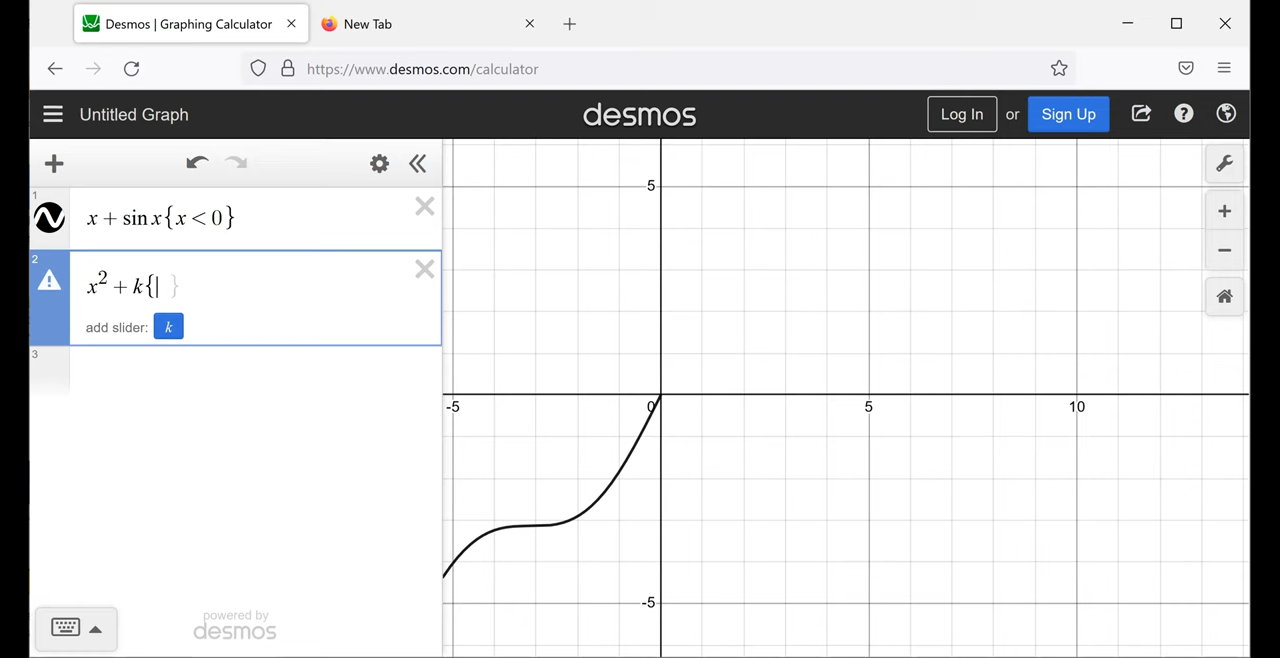 Desmos | Graphing Calculator
New Tab
https://www.desmos.com/calculator
Untitled Graph
desmos
Log In or Sign Up
1
x + sin x{x < 0}
2
x² + k{ }
add slider: k
3
powered by
desmos
5
-5 0 5 10
-5